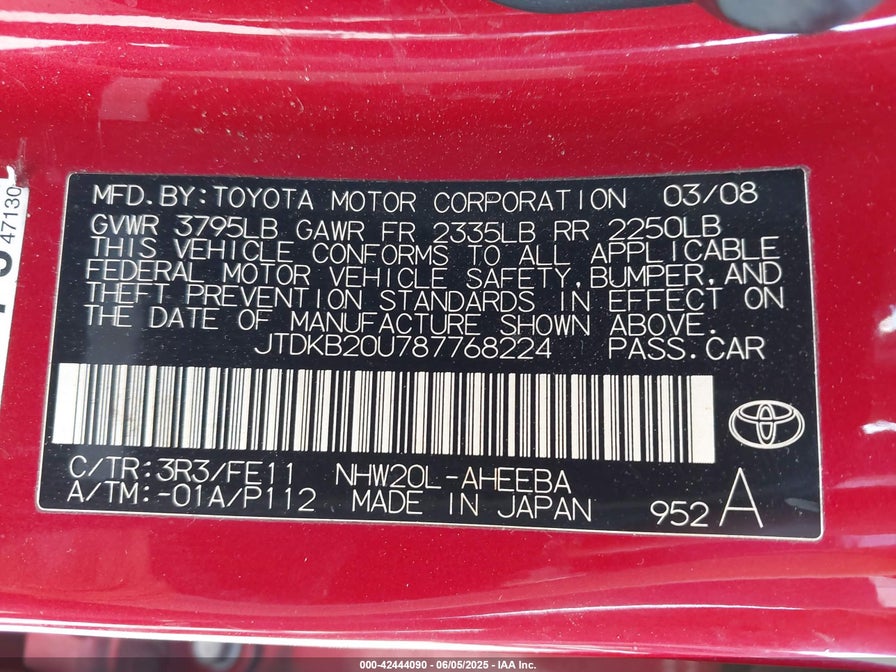 MFD.BY:TOYOTA MOTOR CORPORATION 03/08
GVWR 3795LB GAWR FR 2335LB RR 2250LB
THIS VEHICLE CONFORMS TO ALL APPLICABLE
FEDERAL MOTOR VEHICLE SAFETY,BUMPER,AND
THEFT PREVENTION STANDARDS IN EFFECT ON
THE DATE OF MANUFACTURE SHOWN ABOVE.
JTDKB20U787768224 PASS.CAR
C/TR:3R3/FE11 NHW20L-AHEEBA
A/TM:-01A/P112 MADE IN JAPAN 952 A
47130
000-42444090 - 06/05/2025 - IAA Inc.